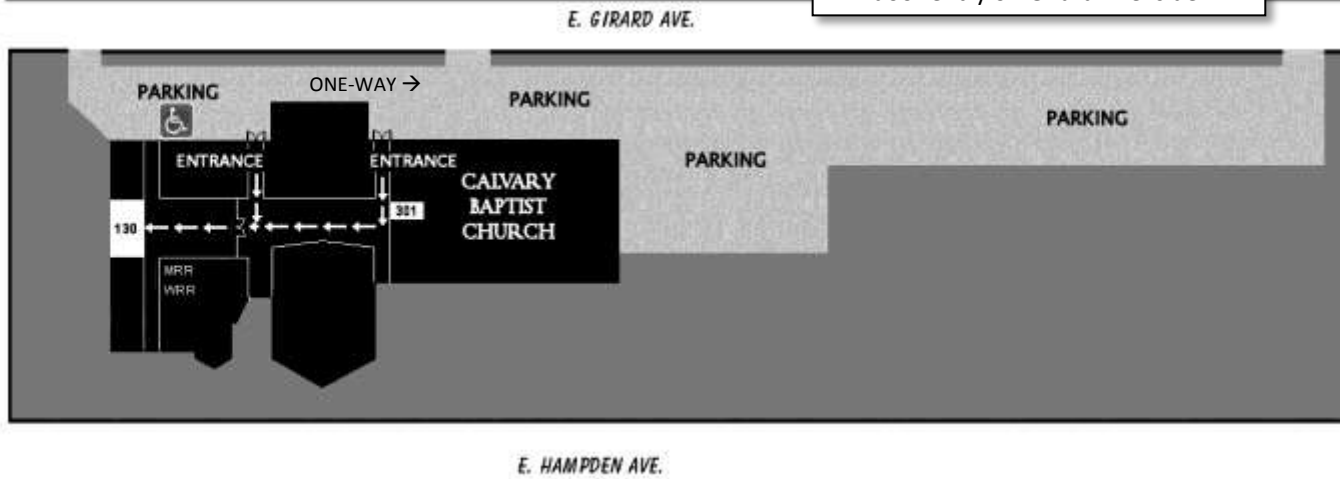 E. GIRARD AVE.
PARKING
ONE-WAY →
PARKING
PARKING
PARKING
ENTRANCE
ENTRANCE
CALVARY
BAPTIST
CHURCH
301
130
MRR
WRR
E. HAMPDEN AVE.